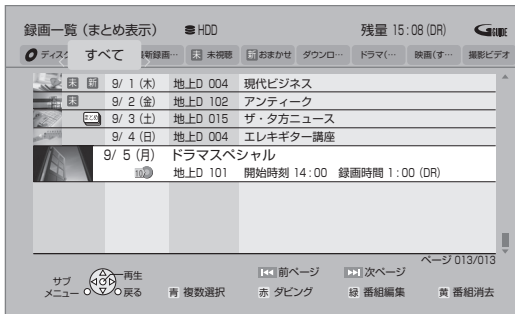 録画一覧 (まとめ表示) HDD 残量 15:08 (DR) G GUIDE
ディスク すべて 新録画… 未 未視聴 新おまかせ ダウンロ… ドラマ(… 映画(す… 撮影ビデオ
未 新 9/ 1 (木) 地上D 004 現代ビジネス
未 9/ 2 (金) 地上D 102 アンティーク
まとめ 9/ 3 (土) 地上D 015 ザ・夕方ニュース
9/ 4 (日) 地上D 004 エレキギター講座
9/ 5 (月) ドラマスペシャル
地上D 101 開始時刻 14:00 録画時間 1:00 (DR)
ページ 013/013
サブメニュー 再生 戻る 前ページ 次ページ
青 複数選択 赤 ダビング 緑 番組編集 黄 番組消去